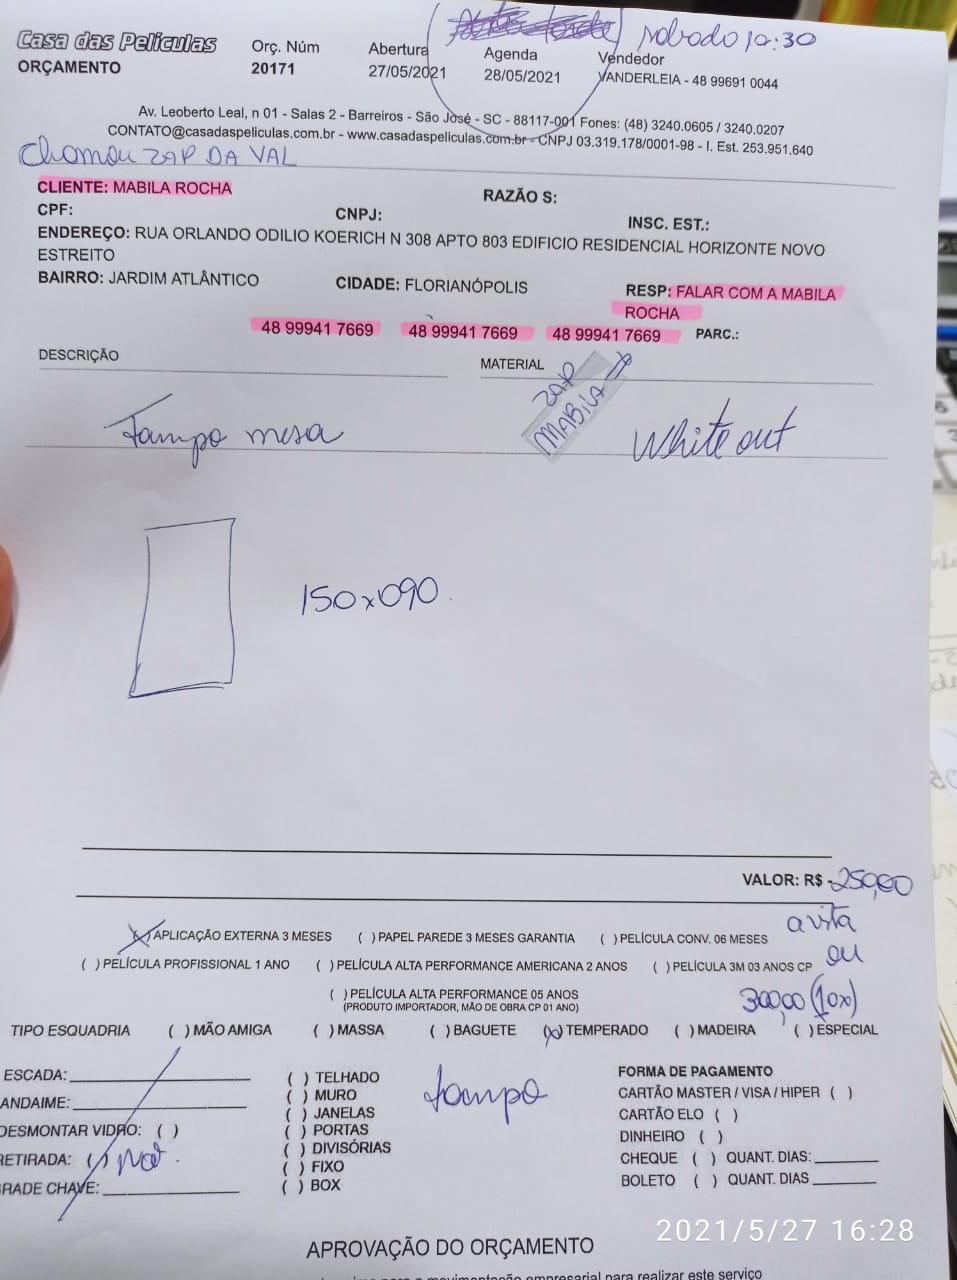 sabado 10:30
Casa das Películas Orç. Núm Abertura Agenda Vendedor
ORÇAMENTO 20171 27/05/2021 28/05/2021 VANDERLEIA - 48 99691 0044
Av. Leoberto Leal, n 01 - Salas 2 - Barreiros - São José - SC - 88117-001 Fones: (48) 3240.0605 / 3240.0207
CONTATO@casadaspeliculas.com.br - www.casadaspeliculas.com.br - CNPJ 03.319.178/0001-98 - I. Est. 253.951.640
Chamou ZAP DA VAL
CLIENTE: MABILA ROCHA RAZÃO S:
CPF: CNPJ: INSC. EST.:
ENDEREÇO: RUA ORLANDO ODILIO KOERICH N 308 APTO 803 EDIFICIO RESIDENCIAL HORIZONTE NOVO
ESTREITO
BAIRRO: JARDIM ATLÂNTICO CIDADE: FLORIANÓPOLIS RESP: FALAR COM A MABILA
ROCHA
48 99941 7669 48 99941 7669 48 99941 7669 PARC.:
DESCRIÇÃO MATERIAL
ZAP
MABILA
Tampo mesa White out
150x090
VALOR: R$ 250,00
a vista
(X) APLICAÇÃO EXTERNA 3 MESES ( ) PAPEL PAREDE 3 MESES GARANTIA ( ) PELÍCULA CONV. 06 MESES
ou
( ) PELÍCULA PROFISSIONAL 1 ANO ( ) PELÍCULA ALTA PERFORMANCE AMERICANA 2 ANOS ( ) PELÍCULA 3M 03 ANOS CP
( ) PELÍCULA ALTA PERFORMANCE 05 ANOS 300,00 (10x)
(PRODUTO IMPORTADOR, MÃO DE OBRA CP 01 ANO)
TIPO ESQUADRIA ( ) MÃO AMIGA ( ) MASSA ( ) BAGUETE (X) TEMPERADO ( ) MADEIRA ( ) ESPECIAL
ESCADA: ( ) TELHADO FORMA DE PAGAMENTO
ANDAIME: ( ) MURO tampo CARTÃO MASTER / VISA / HIPER ( )
( ) JANELAS CARTÃO ELO ( )
DESMONTAR VIDRO: ( ) ( ) PORTAS DINHEIRO ( )
RETIRADA: ( ) Não. ( ) DIVISÓRIAS CHEQUE ( ) QUANT. DIAS:
( ) FIXO BOLETO ( ) QUANT. DIAS
GRADE CHAVE: ( ) BOX
2021/5/27 16:28
APROVAÇÃO DO ORÇAMENTO
para a movimentação empresarial para realizar este serviço